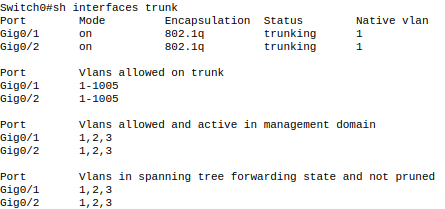 Switch0#sh interfaces trunk
Port        Mode         Encapsulation  Status        Native vlan
Gig0/1      on           802.1q         trunking      1
Gig0/2      on           802.1q         trunking      1

Port        Vlans allowed on trunk
Gig0/1      1-1005
Gig0/2      1-1005

Port        Vlans allowed and active in management domain
Gig0/1      1,2,3
Gig0/2      1,2,3

Port        Vlans in spanning tree forwarding state and not pruned
Gig0/1      1,2,3
Gig0/2      1,2,3